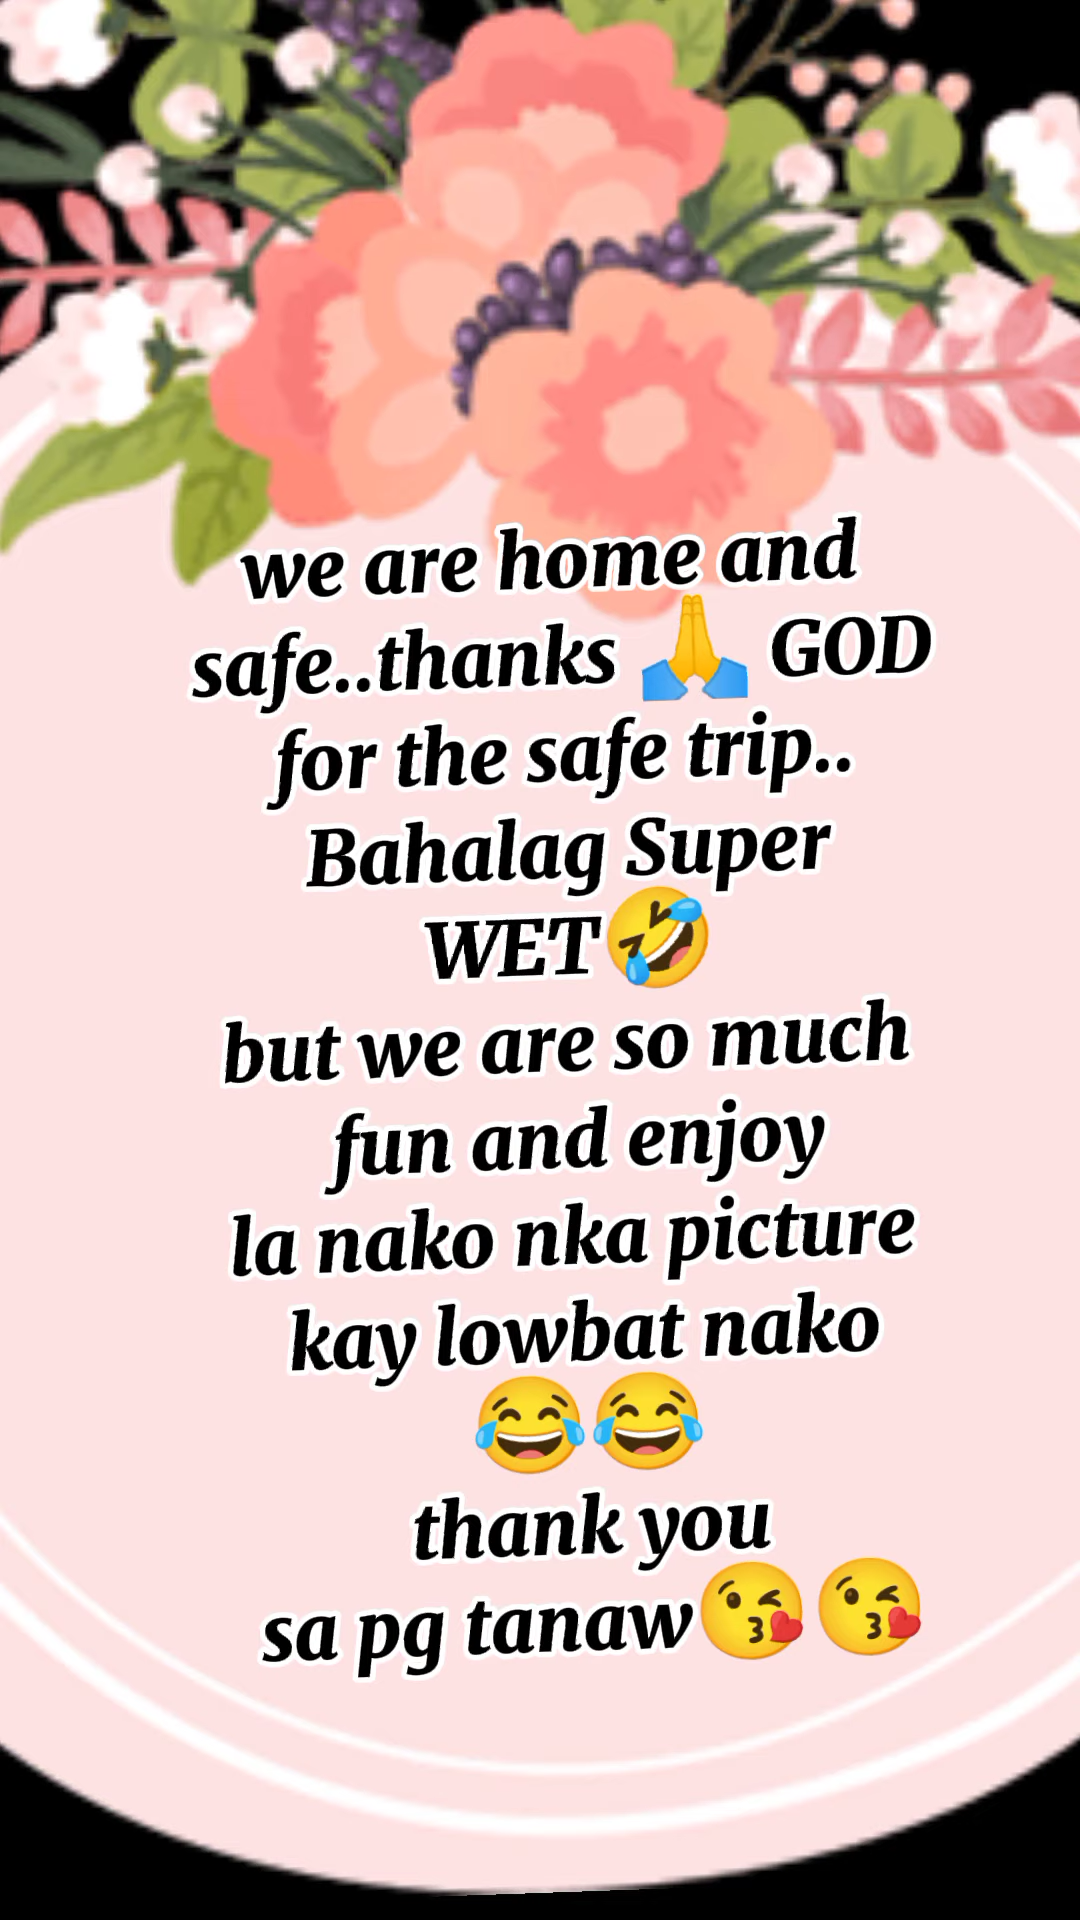 we are home and
safe..thanks 🙏 GOD
for the safe trip..
Bahalag Super
WET🤣
but we are so much
fun and enjoy
la nako nka picture
kay lowbat nako
😂😂
thank you
sa pg tanaw😘😘